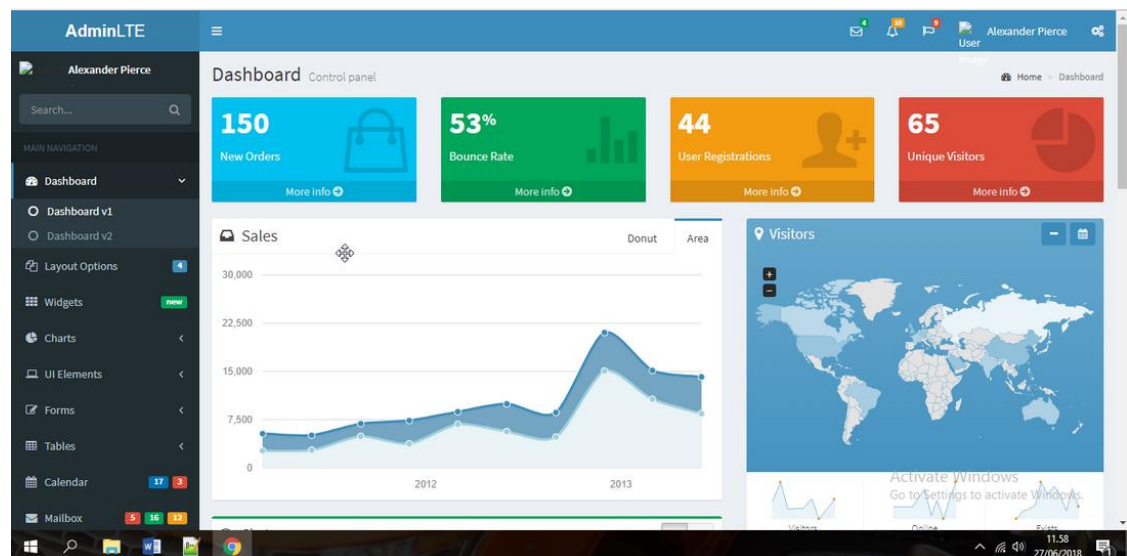 AdminLTE
4
10
9
User
Image
Alexander Pierce
Alexander Pierce
Search...
MAIN NAVIGATION
Dashboard
Dashboard v1
Dashboard v2
Layout Options 4
Widgets new
Charts
UI Elements
Forms
Tables
Calendar 17 3
Mailbox 5 16 12
Dashboard Control panel
Home > Dashboard
150
New Orders
More info
53%
Bounce Rate
More info
44
User Registrations
More info
65
Unique Visitors
More info
Sales
Donut Area
30,000
22,500
15,000
7,500
0
2012 2013
Visitors
+
−
Activate Windows
Go to Settings to activate Windows.
Visitors Online Exists
11.58
27/06/2018